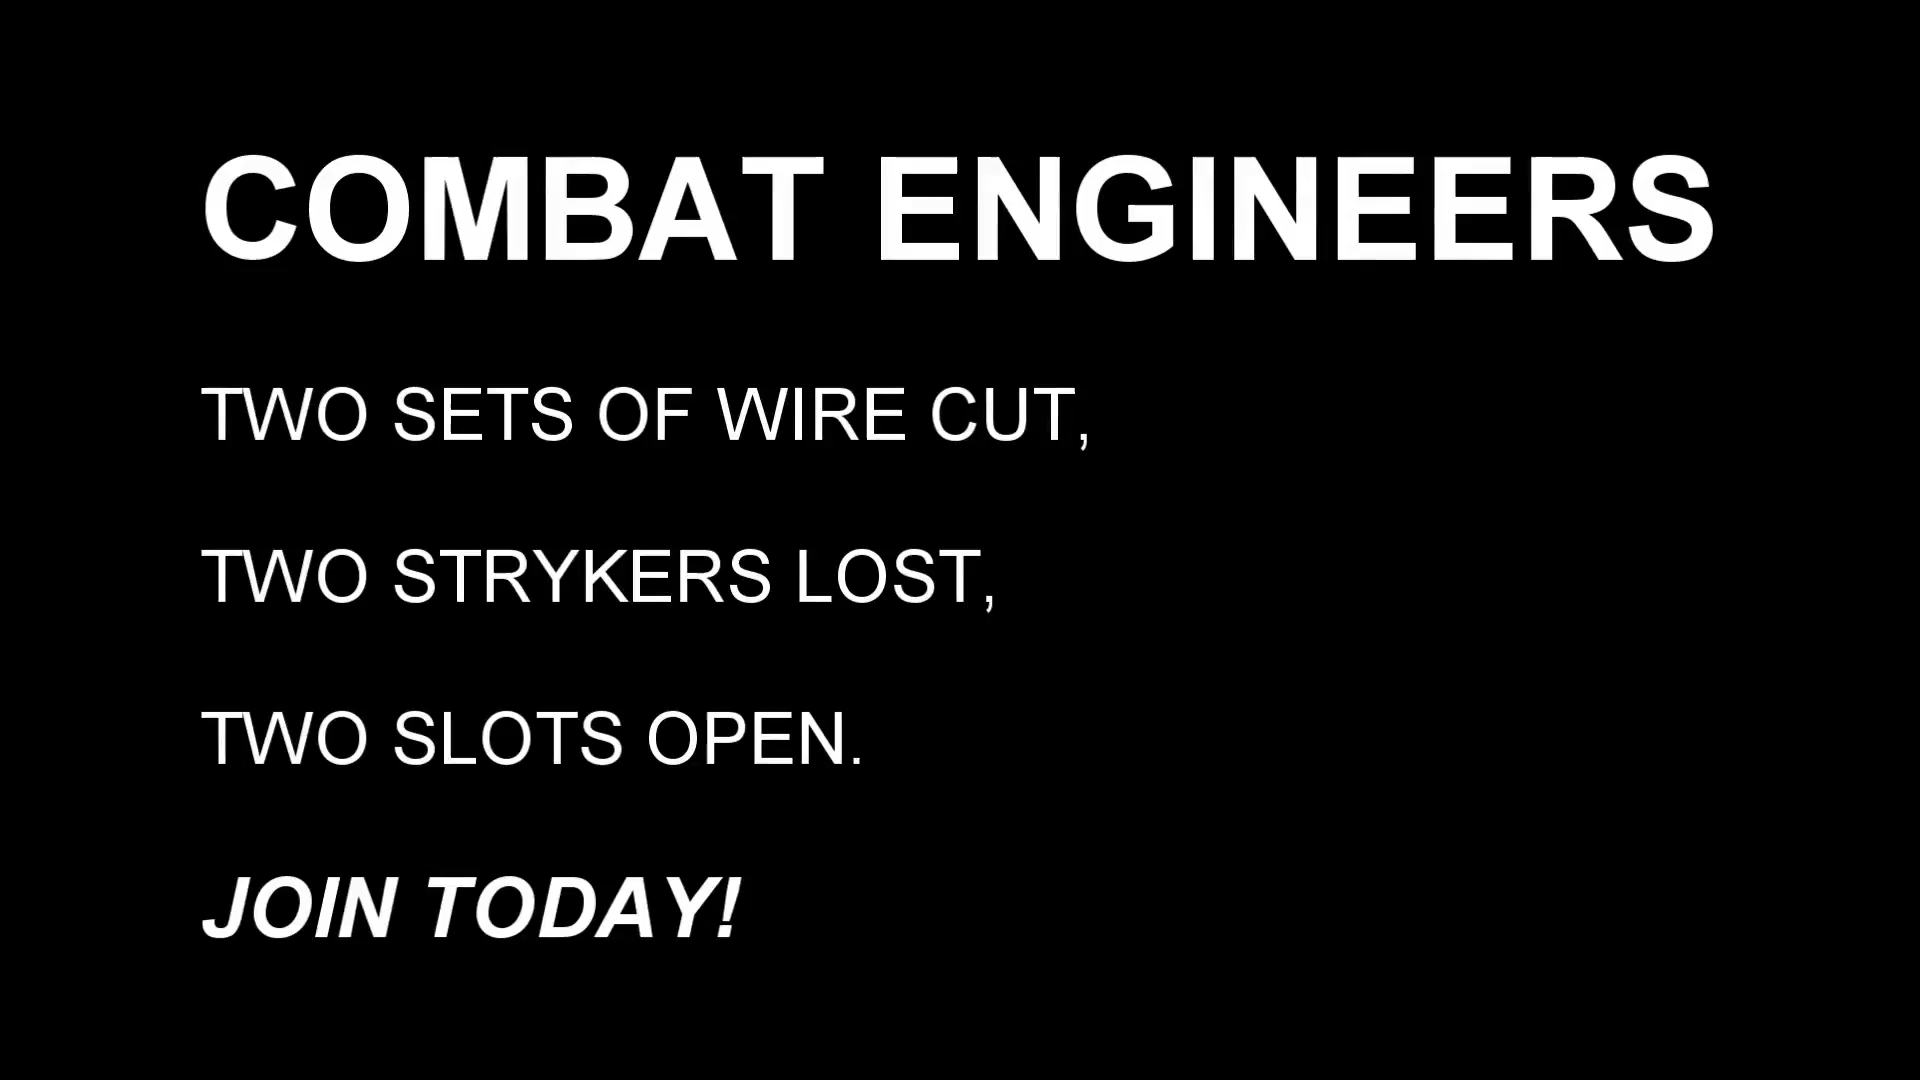 COMBAT ENGINEERS
TWO SETS OF WIRE CUT,
TWO STRYKERS LOST,
TWO SLOTS OPEN.
JOIN TODAY!